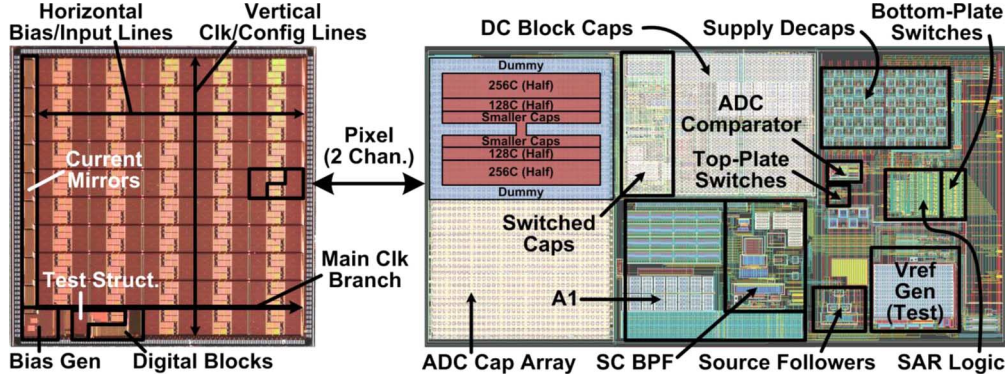 Horizontal
Bias/Input Lines
Vertical
Clk/Config Lines
Current
Mirrors
Test Struct.
Bias Gen
Digital Blocks
Main Clk
Branch
Pixel
(2 Chan.)
DC Block Caps
Supply Decaps
Bottom-Plate
Switches
Dummy
256C (Half)
128C (Half)
Smaller Caps
Smaller Caps
128C (Half)
256C (Half)
Dummy
ADC
Comparator
Top-Plate
Switches
Switched
Caps
A1
Vref
Gen
(Test)
ADC Cap Array
SC BPF
Source Followers
SAR Logic